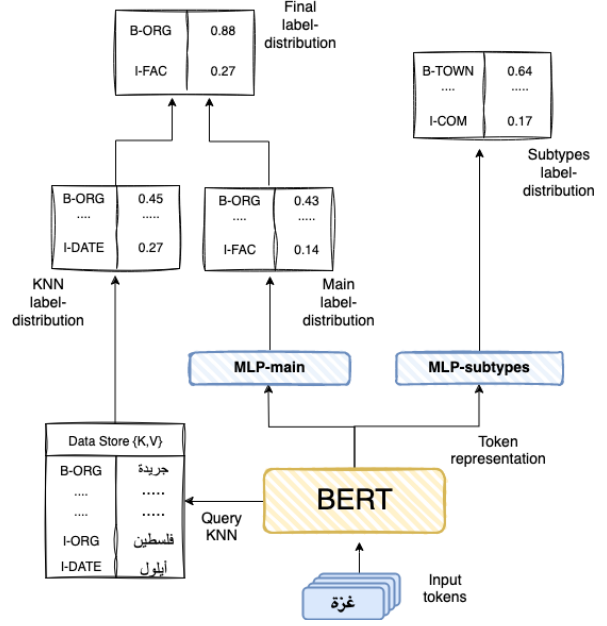 Final
label-
distribution
B-ORG 0.88
I-FAC 0.27
B-TOWN 0.64
.... .....
I-COM 0.17
Subtypes
label-
distribution
B-ORG 0.45
.... .....
I-DATE 0.27
KNN
label-
distribution
B-ORG 0.43
.... .....
I-FAC 0.14
Main
label-
distribution
MLP-main
MLP-subtypes
Data Store {K,V}
B-ORG جريدة
.... .....
.... .....
I-ORG فلسطين
I-DATE أيلول
Token
representation
BERT
Query
KNN
غزة
Input
tokens